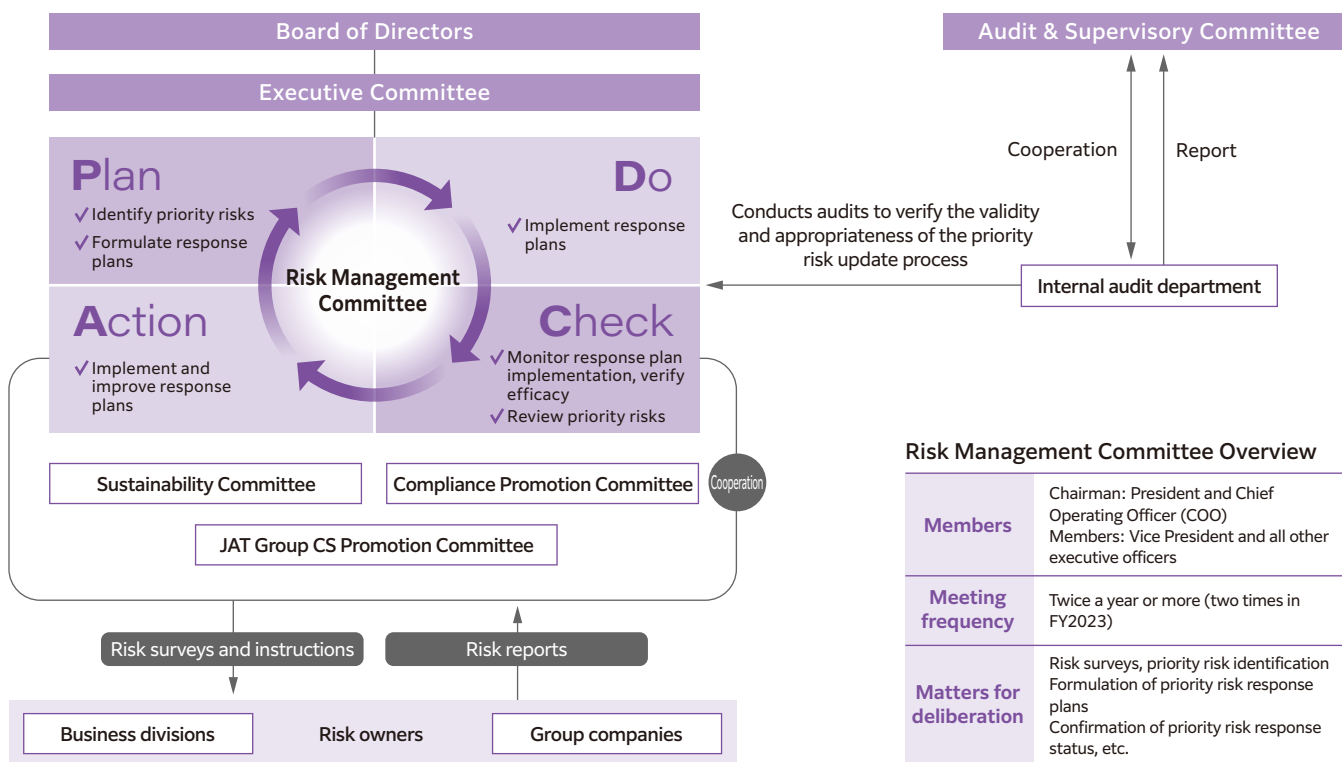 Board of Directors
Executive Committee
Plan
✓ Identify priority risks
✓ Formulate response
plans
Do
✓ Implement response
plans
Risk Management
Committee
Action
✓ Implement and
improve response
plans
Check
✓ Monitor response plan
implementation, verify
efficacy
✓ Review priority risks
Sustainability Committee
Compliance Promotion Committee
Cooperation
JAT Group CS Promotion Committee
Risk surveys and instructions
Risk reports
Business divisions
Risk owners
Group companies
Audit & Supervisory Committee
Cooperation
Report
Conducts audits to verify the validity
and appropriateness of the priority
risk update process
Internal audit department
Risk Management Committee Overview
Members
Chairman: President and Chief
Operating Officer (COO)
Members: Vice President and all other
executive officers
Meeting
frequency
Twice a year or more (two times in
FY2023)
Matters for
deliberation
Risk surveys, priority risk identification
Formulation of priority risk response
plans
Confirmation of priority risk response
status, etc.